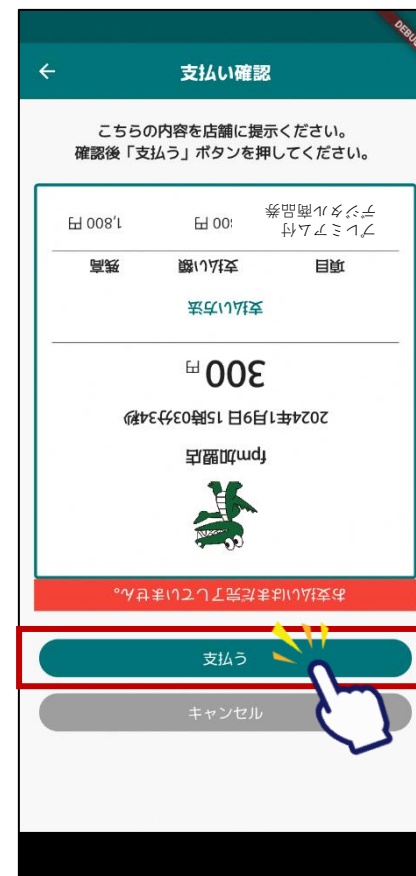 DEBU
支払い確認
こちらの内容を店舗に提示ください。
確認後「支払う」ボタンを押してください。
お支払いはまだ完了していません。
fpm加盟店
2024年1月9日 15時03分34秒
300 円
支払い方法
項目 支払い額 残高
プレミアム付
デジタル商品券 00 円 1,800 円
支払う
キャンセル